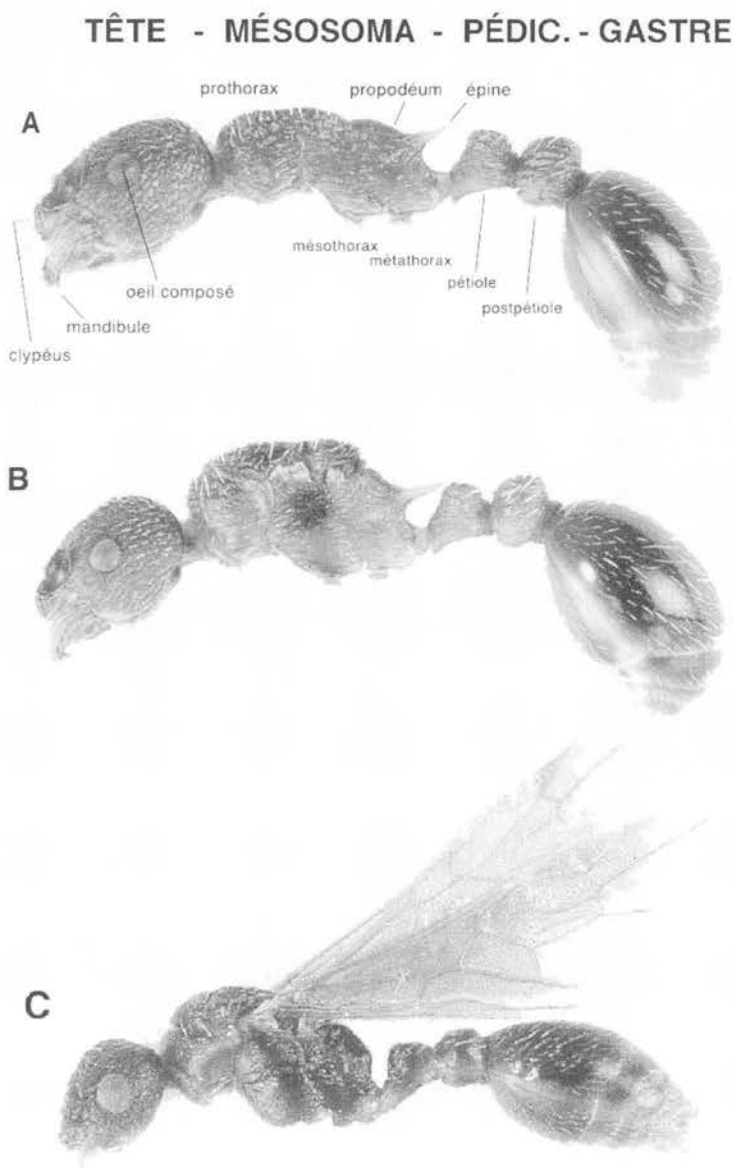 TÊTE - MÉSOSOMA - PÉDIC. - GASTRE
prothorax
propodéum
épine
A
mésothorax
métathorax
pétiole
postpétiole
oeil composé
mandibule
clypéus
B
C